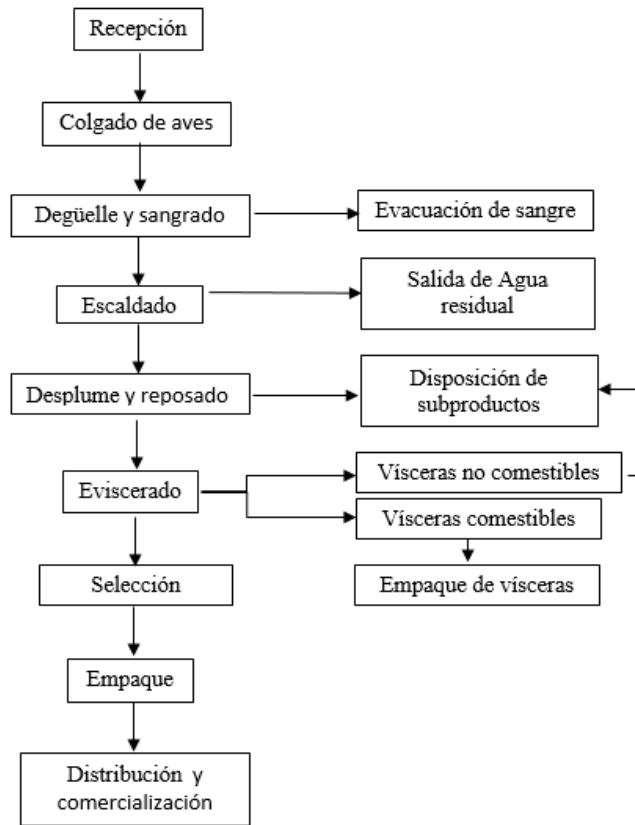 Recepción
Colgado de aves
Degüelle y sangrado
Evacuación de sangre
Escaldado
Salida de Agua
residual
Desplume y reposado
Disposición de
subproductos
Eviscerado
Vísceras no comestibles
Vísceras comestibles
Selección
Empaque de vísceras
Empaque
Distribución y
comercialización